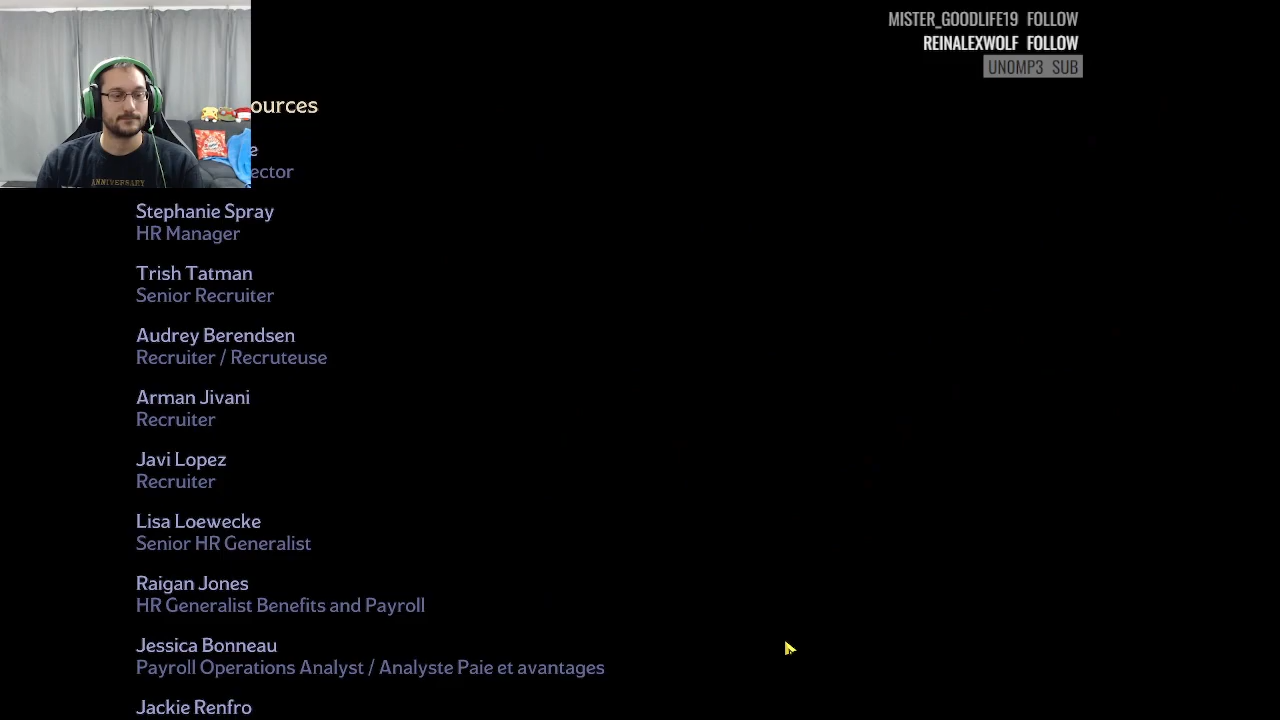 MISTER_GOODLIFE19 FOLLOW
REINALEXWOLF FOLLOW
UNOMP3 SUB
ources
e
ector
Stephanie Spray
HR Manager
Trish Tatman
Senior Recruiter
Audrey Berendsen
Recruiter / Recruteuse
Arman Jivani
Recruiter
Javi Lopez
Recruiter
Lisa Loewecke
Senior HR Generalist
Raigan Jones
HR Generalist Benefits and Payroll
Jessica Bonneau
Payroll Operations Analyst / Analyste Paie et avantages
Jackie Renfro
ANNIVERSARY